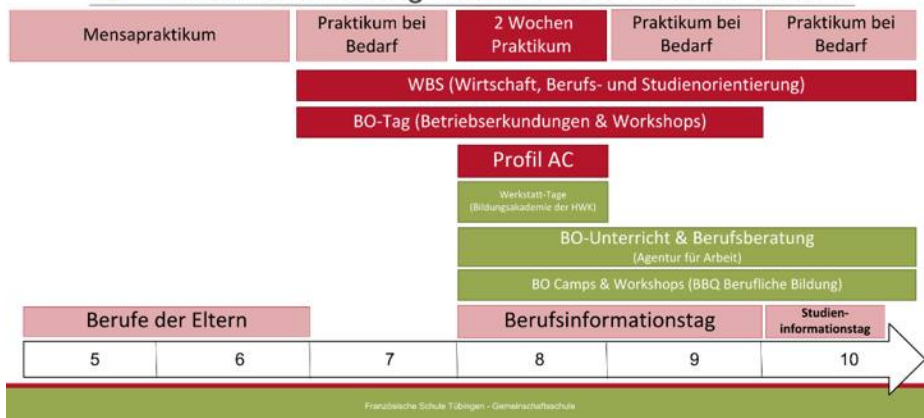 Mensapraktikum
Praktikum bei
Bedarf
2 Wochen
Praktikum
Praktikum bei
Bedarf
Praktikum bei
Bedarf
WBS (Wirtschaft, Berufs- und Studienorientierung)
BO-Tag (Betriebserkundungen & Workshops)
Profil AC
Werkstatt-Tage
(Bildungsakademie der HWK)
BO-Unterricht & Berufsberatung
(Agentur für Arbeit)
BO Camps & Workshops (BBQ Berufliche Bildung)
Berufe der Eltern
Berufsinformationstag
Studien-
informationstag
5 6 7 8 9 10
Französische Schule Tübingen - Gemeinschaftsschule